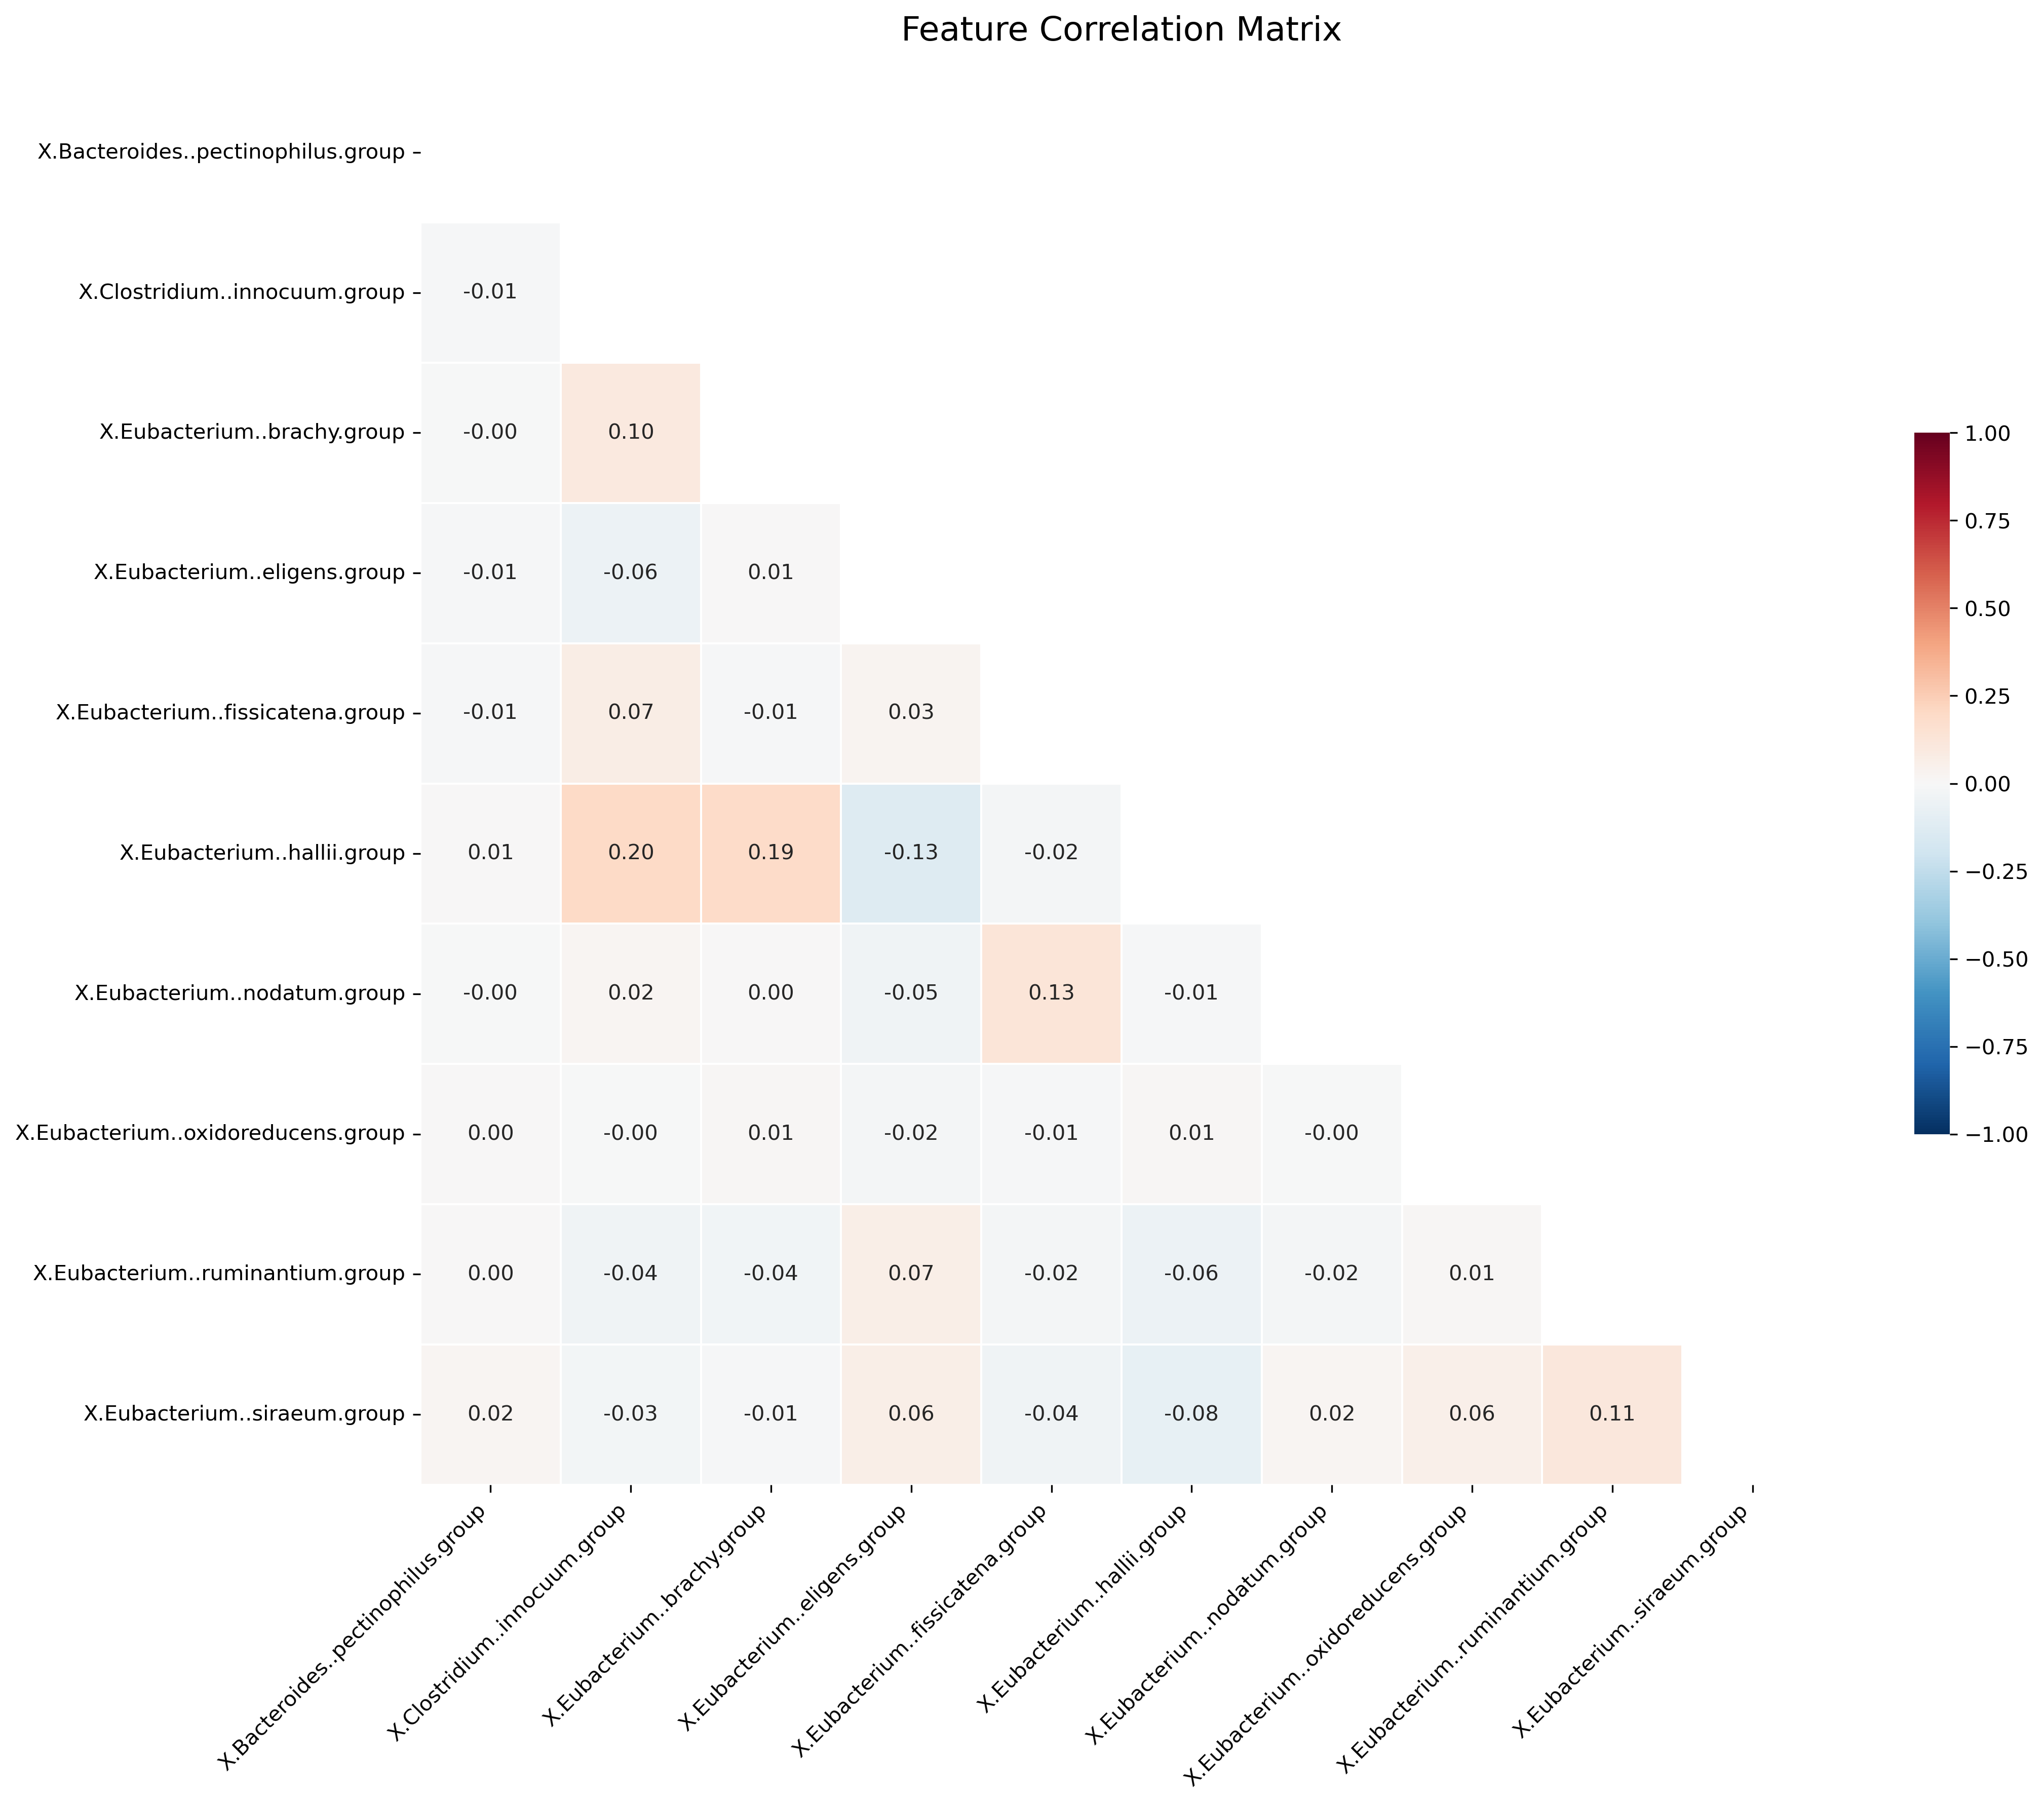 Feature Correlation Matrix
X.Bacteroides..pectinophilus.group
X.Clostridium..innocuum.group -0.01
X.Eubacterium..brachy.group -0.00 0.10
X.Eubacterium..eligens.group -0.01 -0.06 0.01
X.Eubacterium..fissicatena.group -0.01 0.07 -0.01 0.03
X.Eubacterium..hallii.group 0.01 0.20 0.19 -0.13 -0.02
X.Eubacterium..nodatum.group -0.00 0.02 0.00 -0.05 0.13 -0.01
X.Eubacterium..oxidoreducens.group 0.00 -0.00 0.01 -0.02 -0.01 0.01 -0.00
X.Eubacterium..ruminantium.group 0.00 -0.04 -0.04 0.07 -0.02 -0.06 -0.02 0.01
X.Eubacterium..siraeum.group 0.02 -0.03 -0.01 0.06 -0.04 -0.08 0.02 0.06 0.11
X.Bacteroides..pectinophilus.group
X.Clostridium..innocuum.group
X.Eubacterium..brachy.group
X.Eubacterium..eligens.group
X.Eubacterium..fissicatena.group
X.Eubacterium..hallii.group
X.Eubacterium..nodatum.group
X.Eubacterium..oxidoreducens.group
X.Eubacterium..ruminantium.group
X.Eubacterium..siraeum.group
1.00
0.75
0.50
0.25
0.00
−0.25
−0.50
−0.75
−1.00